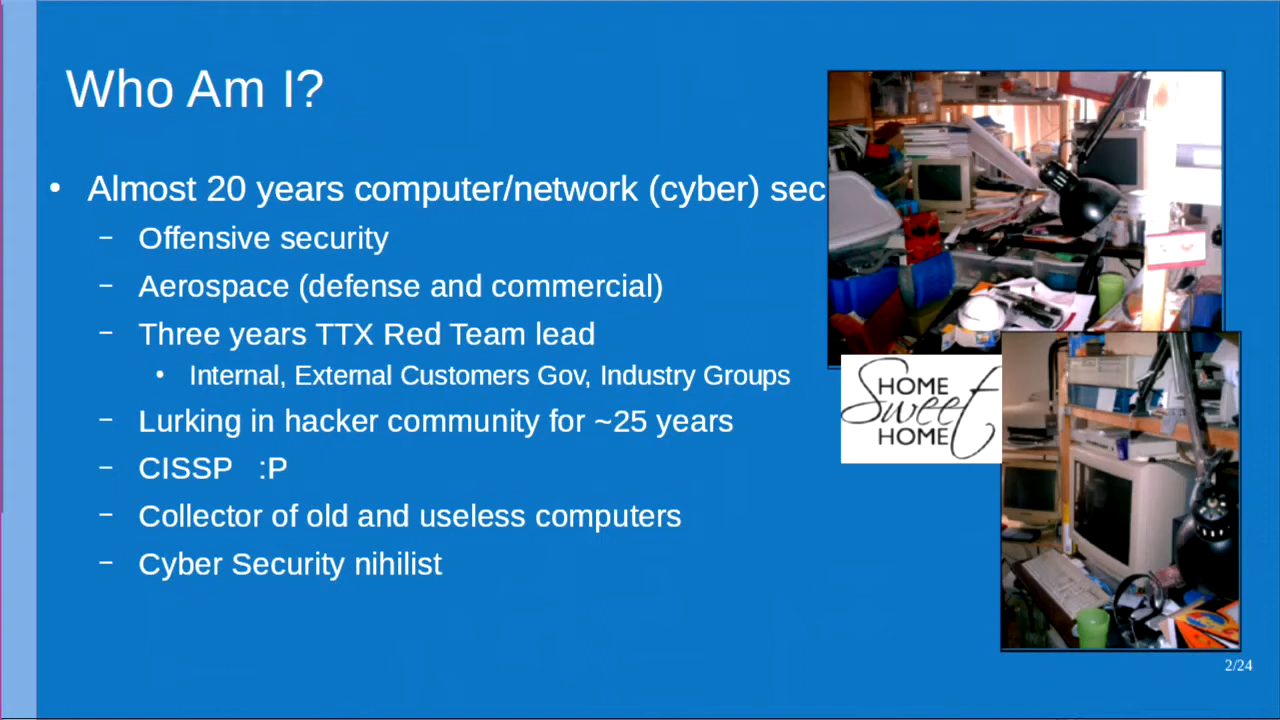 Who Am I?
• Almost 20 years computer/network (cyber) sec
– Offensive security
– Aerospace (defense and commercial)
– Three years TTX Red Team lead
• Internal, External Customers Gov, Industry Groups
– Lurking in hacker community for ~25 years
– CISSP :P
– Collector of old and useless computers
– Cyber Security nihilist
HOME
Sweet
HOME
2/24